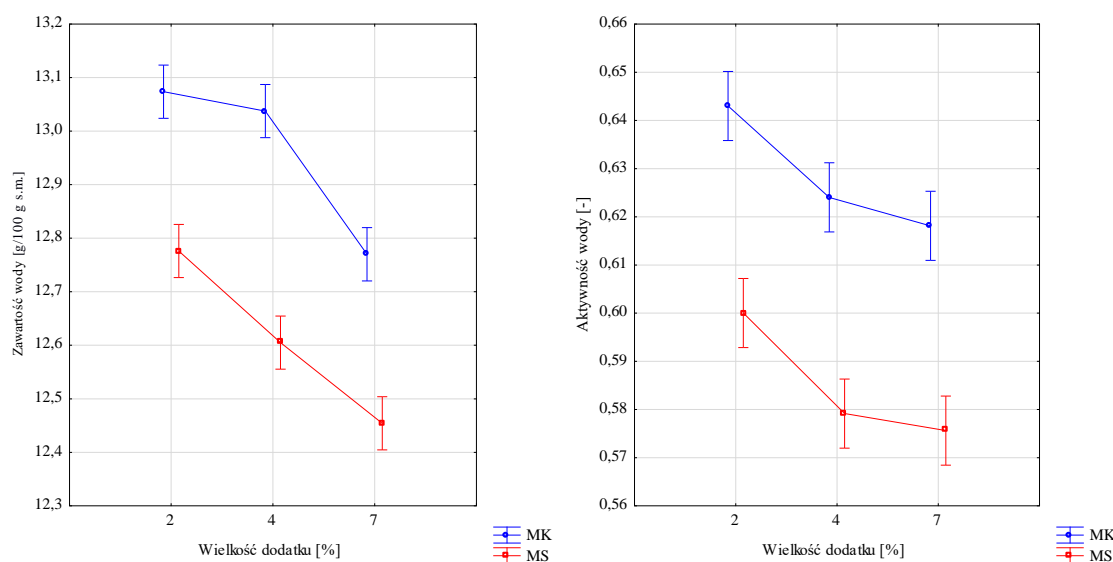 13,2
13,1
13,0
12,9
12,8
12,7
12,6
12,5
12,4
12,3
Zawartość wody [g/100 g s.m.]
2 4 7
Wielkość dodatku [%]
MK
MS
0,66
0,65
0,64
0,63
0,62
0,61
0,60
0,59
0,58
0,57
0,56
Aktywność wody [-]
2 4 7
Wielkość dodatku [%]
MK
MS